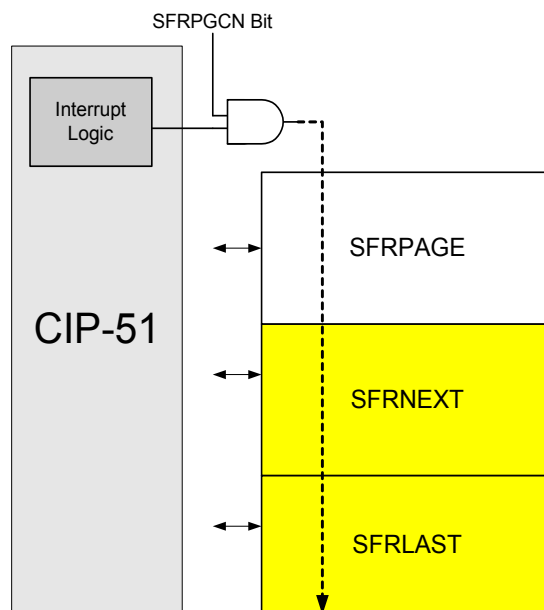 SFRPGCN Bit
Interrupt
Logic
SFRPAGE
CIP-51
SFRNEXT
SFRLAST